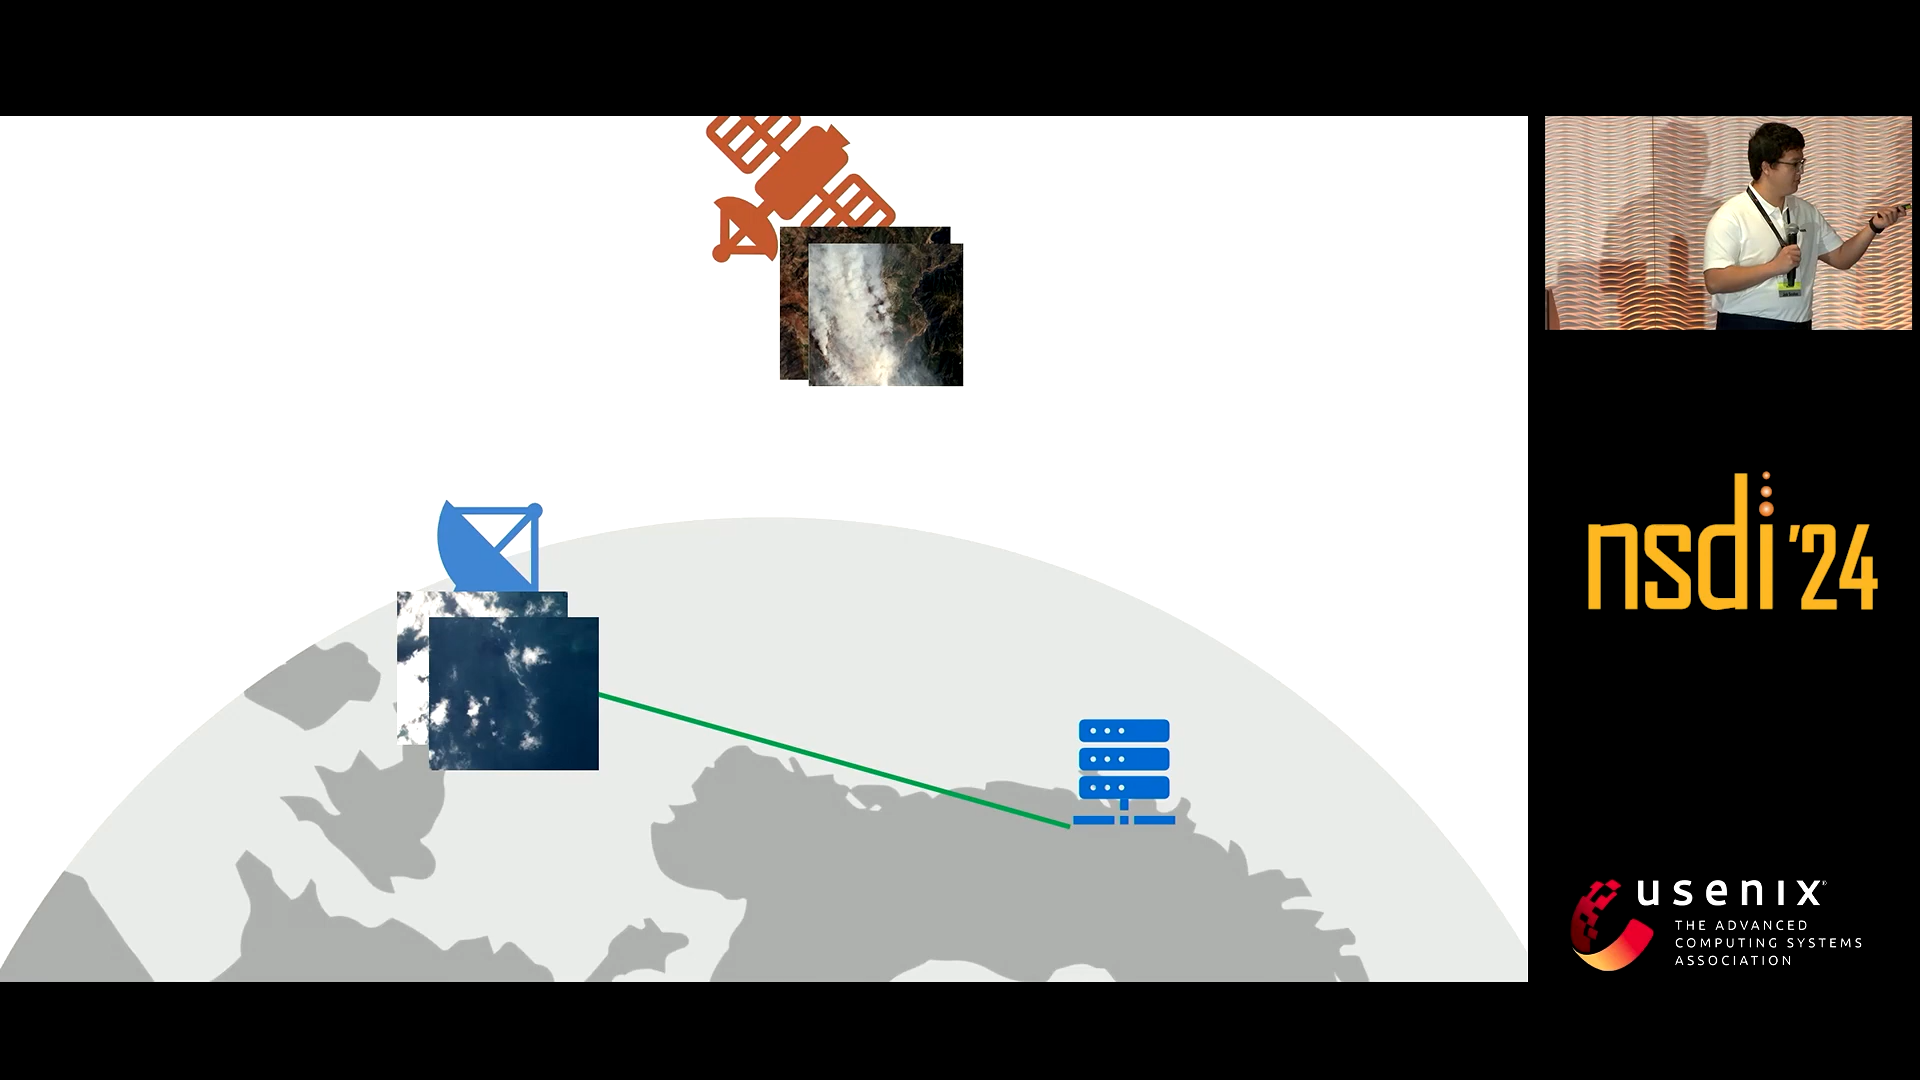 nsdi '24
usenix
THE ADVANCED
COMPUTING SYSTEMS
ASSOCIATION